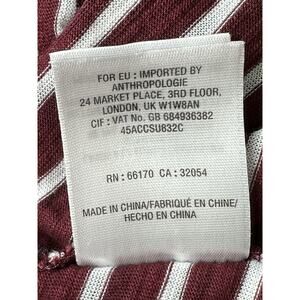 FOR EU : IMPORTED BY
ANTHROPOLOGIE
24 MARKET PLACE, 3RD FLOOR,
LONDON, UK W1W8AN
CIF : VAT No. GB 684936382
45ACCSU832C
RN : 66170 CA : 32054
MADE IN CHINA/FABRIQUÉ EN CHINE/
HECHO EN CHINA